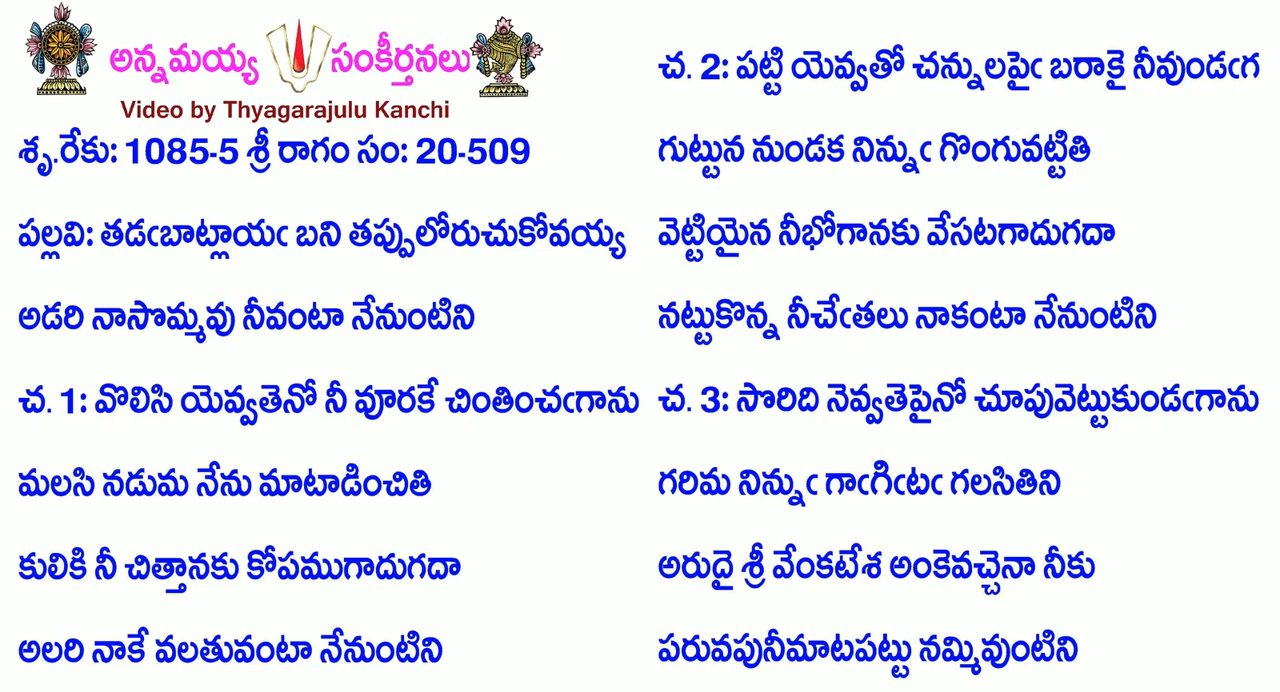 అన్నమయ్య సంకీర్తనలు
Video by Thyagarajulu Kanchi
శృ.రేకు: 1085-5 శ్రీ రాగం సం: 20-509
పల్లవి: తడఁబాట్లాయఁ బని తప్పులోరుచుకోవయ్య
అడరి నాసొమ్మవు నీవంటా నేనుంటిని
చ. 1: వొలిసి యెవ్వతెనో నీ వూరకే చింతించఁగాను
మలసి నడుమ నేను మాటాడించితి
కులికి నీ చిత్తానకు కోపముగాదుగదా
అలరి నాకే వలతువంటా నేనుంటిని
చ. 2: పట్టి యెవ్వతో చన్నులపైఁ బరాకై నీవుండఁగ
గుట్టున నుండక నిన్నుఁ గొంగువట్టితి
వెట్టియైన నీభోగానకు వేసటగాదుగదా
నట్టుకొన్న నీచేఁతలు నాకంటా నేనుంటిని
చ. 3: సొరిది నెవ్వతెపైనో చూపువెట్టుకుండఁగాను
గరిమ నిన్నుఁ గాఁగిఁటఁ గలసితిని
అరుదై శ్రీ వేంకటేశ అంకెవచ్చెనా నీకు
పరువపునీమాటపట్టు నమ్మివుంటిని